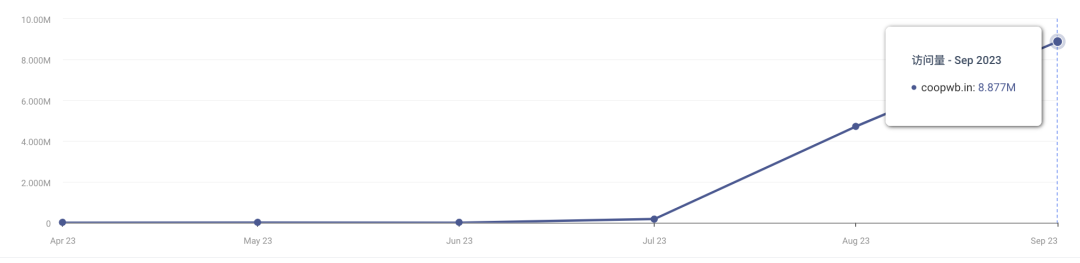 10.00M
8.000M
6.000M
4.000M
2.000M
0
访问量 - Sep 2023
coopwb.in: 8.877M
Apr 23 May 23 Jun 23 Jul 23 Aug 23 Sep 23